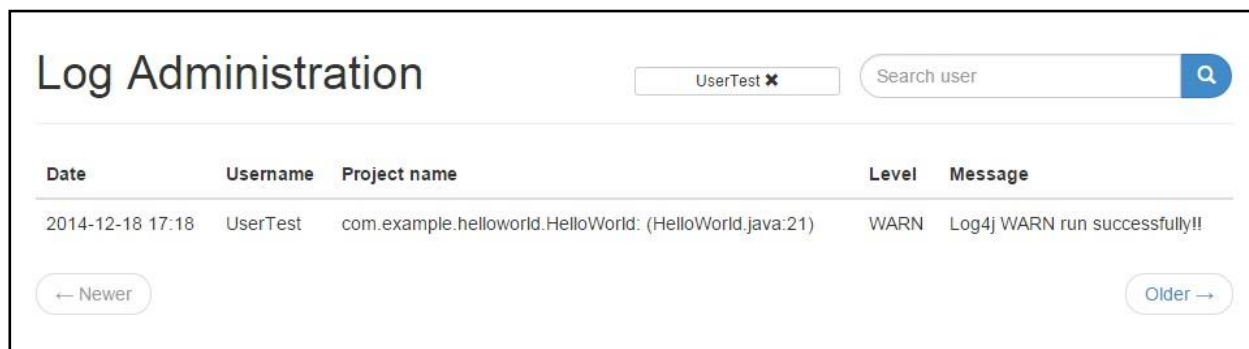 Log Administration
UserTest ✖
Search user
Date Username Project name Level Message
2014-12-18 17:18 UserTest com.example.helloworld.HelloWorld: (HelloWorld.java:21) WARN Log4j WARN run successfully!!
← Newer
Older →